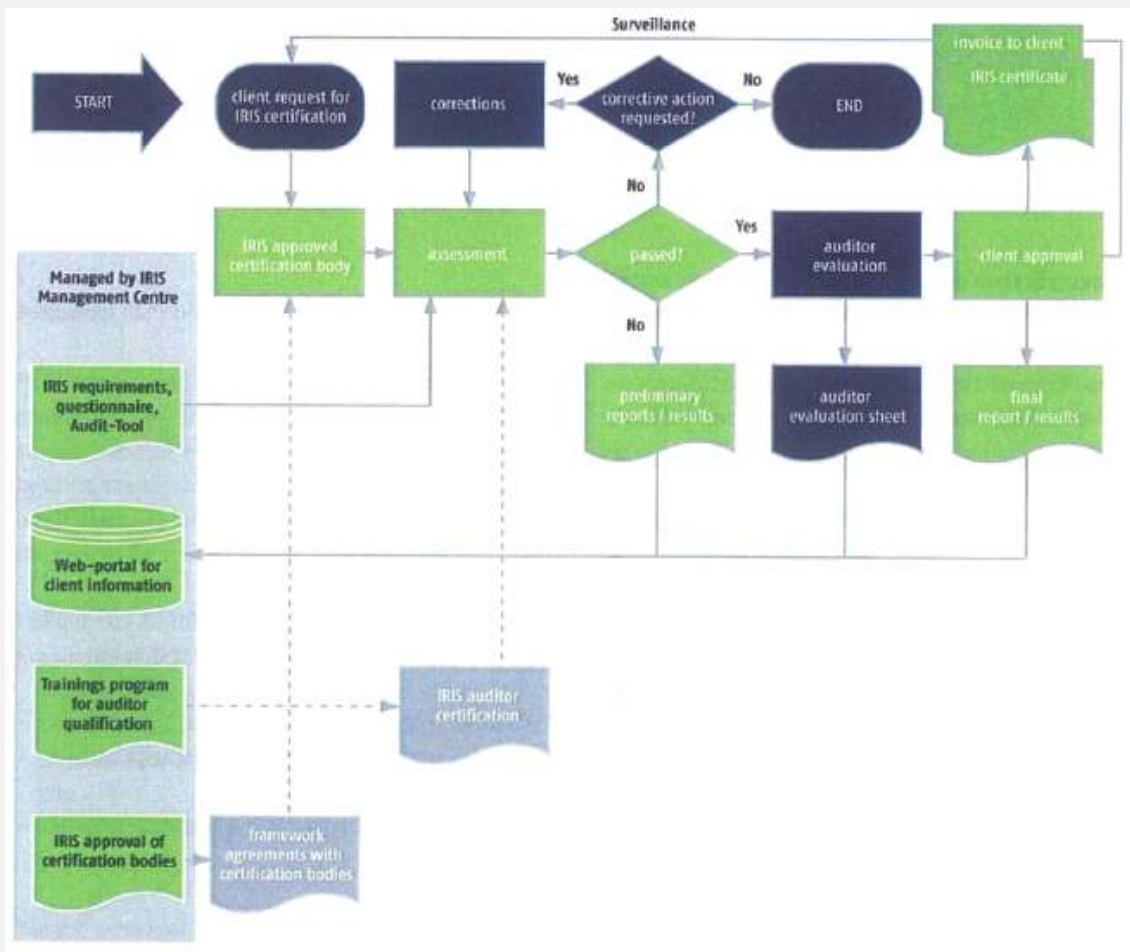 Surveillance
START
client request for
IRIS certification
corrections
Yes
corrective action
requested?
No
END
invoice to client
IRIS certificate
No
IRIS approved
certification body
assessment
passed?
Yes
auditor
evaluation
client approval
Managed by IRIS
Management Centre
No
IRIS requirements,
questionnaire,
Audit-Tool
preliminary
reports / results
auditor
evaluation sheet
final
report / results
Web-portal for
client information
Trainings program
for auditor
qualification
IRIS auditor
certification
IRIS approval of
certification bodies
framework
agreements with
certification bodies